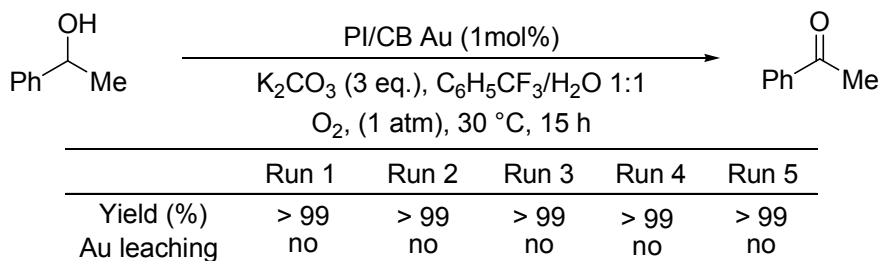 OH
Ph
Me
PI/CB Au (1mol%)
K2CO3 (3 eq.), C6H5CF3/H2O 1:1
O2, (1 atm), 30 °C, 15 h
O
Ph
Me
Run 1 Run 2 Run 3 Run 4 Run 5
Yield (%) > 99 > 99 > 99 > 99 > 99
Au leaching no no no no no